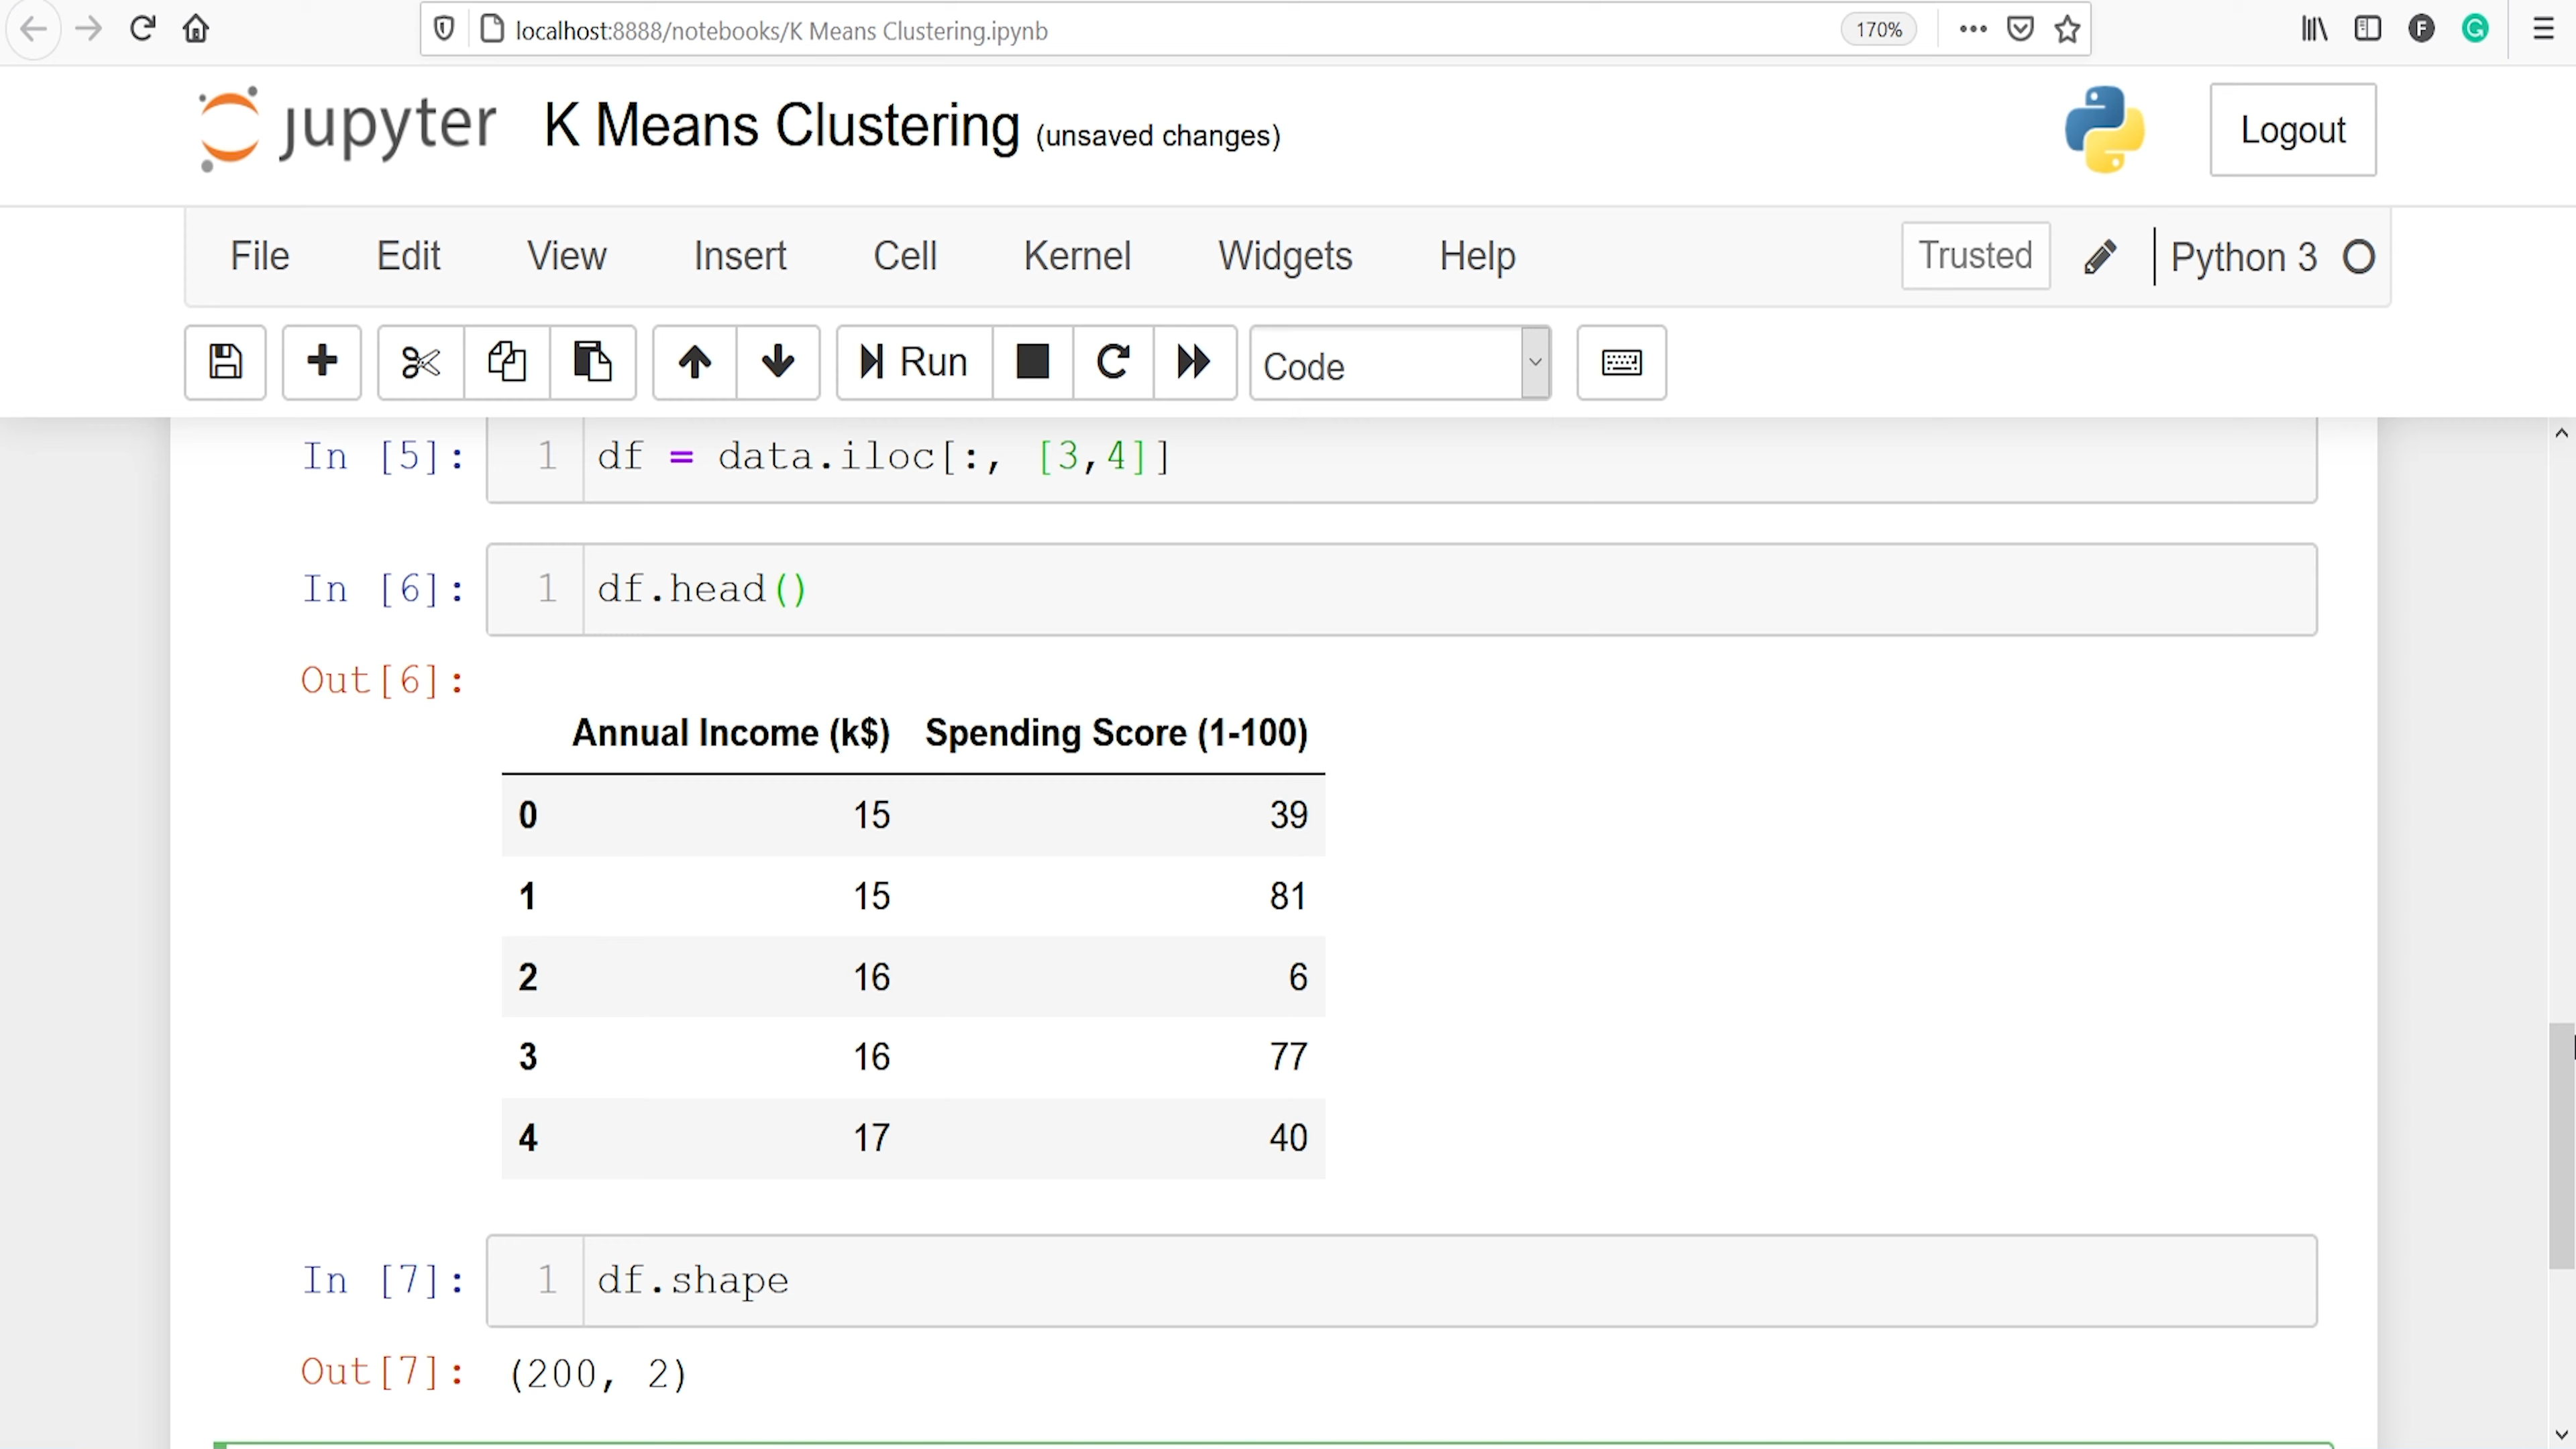 localhost:8888/notebooks/K Means Clustering.ipynb 170%
jupyter K Means Clustering (unsaved changes) Logout
File Edit View Insert Cell Kernel Widgets Help Trusted Python 3
Run Code
In [5]: 1 df = data.iloc[:, [3,4]]
In [6]: 1 df.head()
Out[6]:
Annual Income (k$) Spending Score (1-100)
0 15 39
1 15 81
2 16 6
3 16 77
4 17 40
In [7]: 1 df.shape
Out[7]: (200, 2)